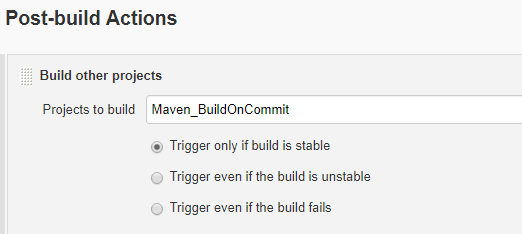 Post-build Actions
Build other projects
Projects to build Maven_BuildOnCommit
Trigger only if build is stable
Trigger even if the build is unstable
Trigger even if the build fails